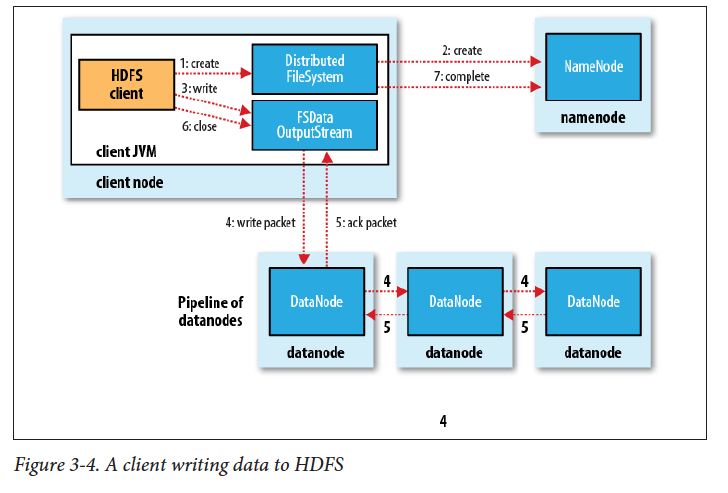 HDFS
client
1: create
3: write
6: close
Distributed
FileSystem
FSData
OutputStream
client JVM
client node
2: create
7: complete
NameNode
namenode
4: write packet
5: ack packet
Pipeline of
datanodes
DataNode
datanode
4
5
DataNode
datanode
4
5
DataNode
datanode
4
Figure 3-4. A client writing data to HDFS